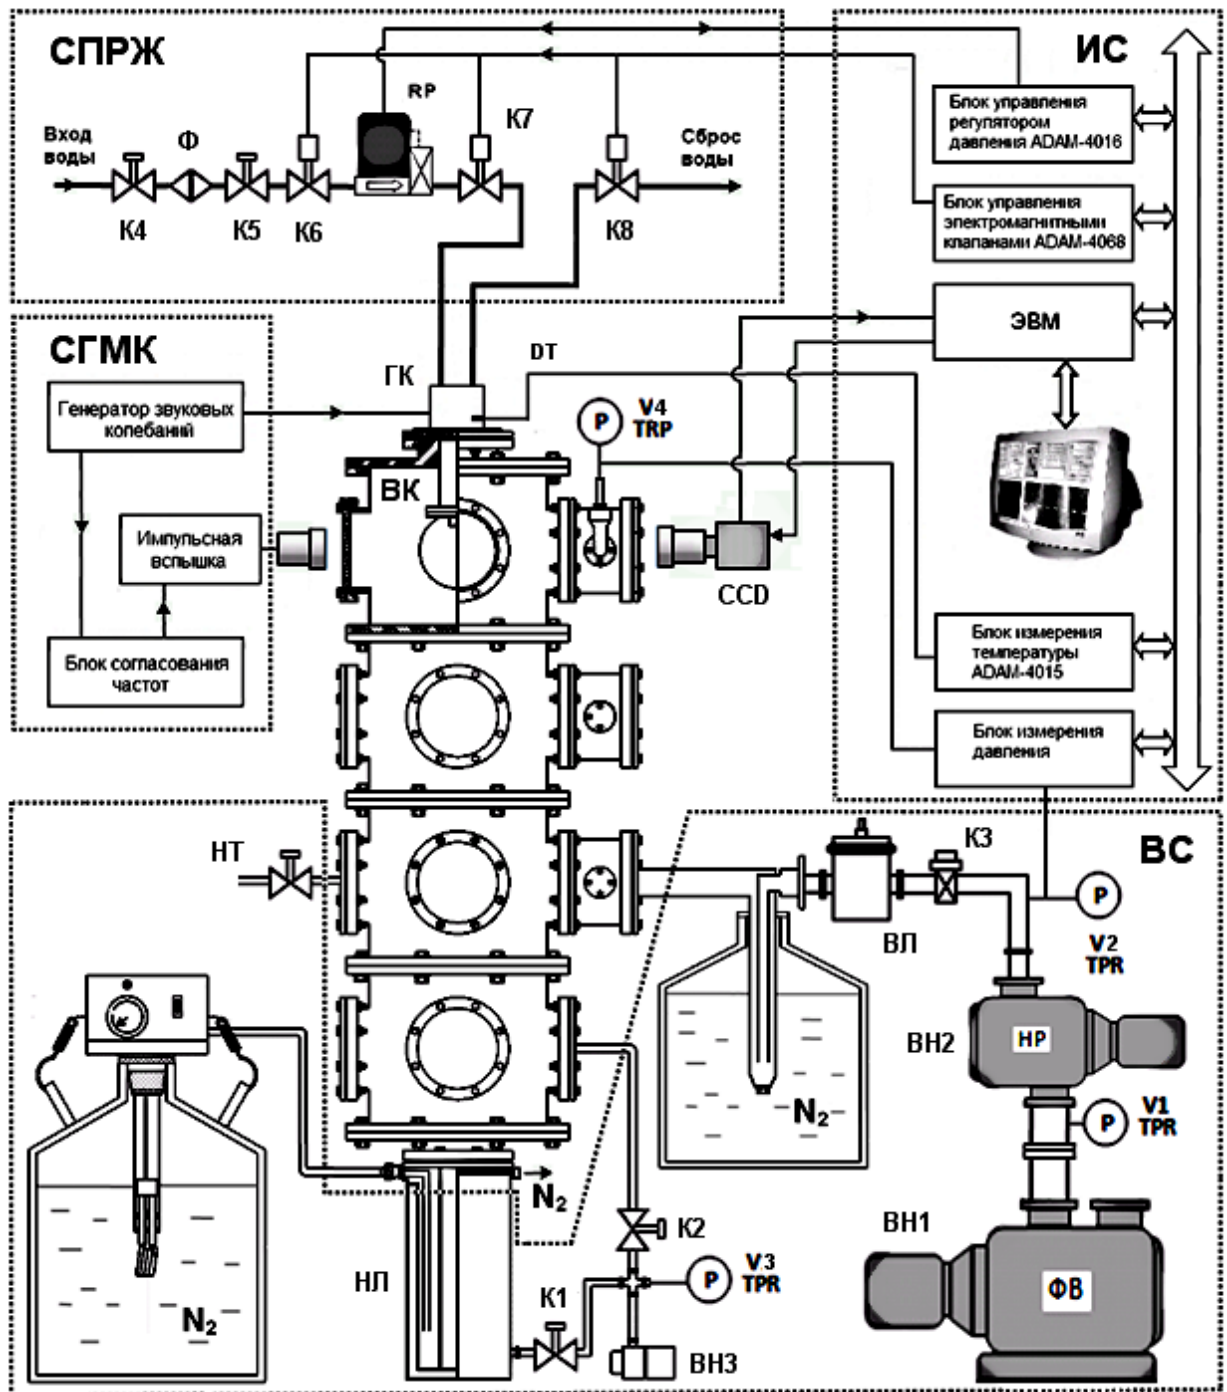 СПРЖ
RP
К7
Вход
воды
Ф
К4
К5
К6
К8
Сброс
воды
ИС
Блок управления
регулятором
давления ADAM-4016
Блок управления
электромагнитными
клапанами ADAM-4068
ЭВМ
СГМК
Генератор звуковых
колебаний
Импульсная
вспышка
Блок согласования
частот
ГК
DT
ВК
P
V4
TRP
CCD
Блок измерения
температуры
ADAM-4015
Блок измерения
давления
ВС
НТ
К3
ВЛ
P
V2
TPR
ВН2
НР
N₂
P
V1
TPR
ВН1
ФВ
N₂
N₂
НЛ
К1
К2
P
V3
TPR
ВН3